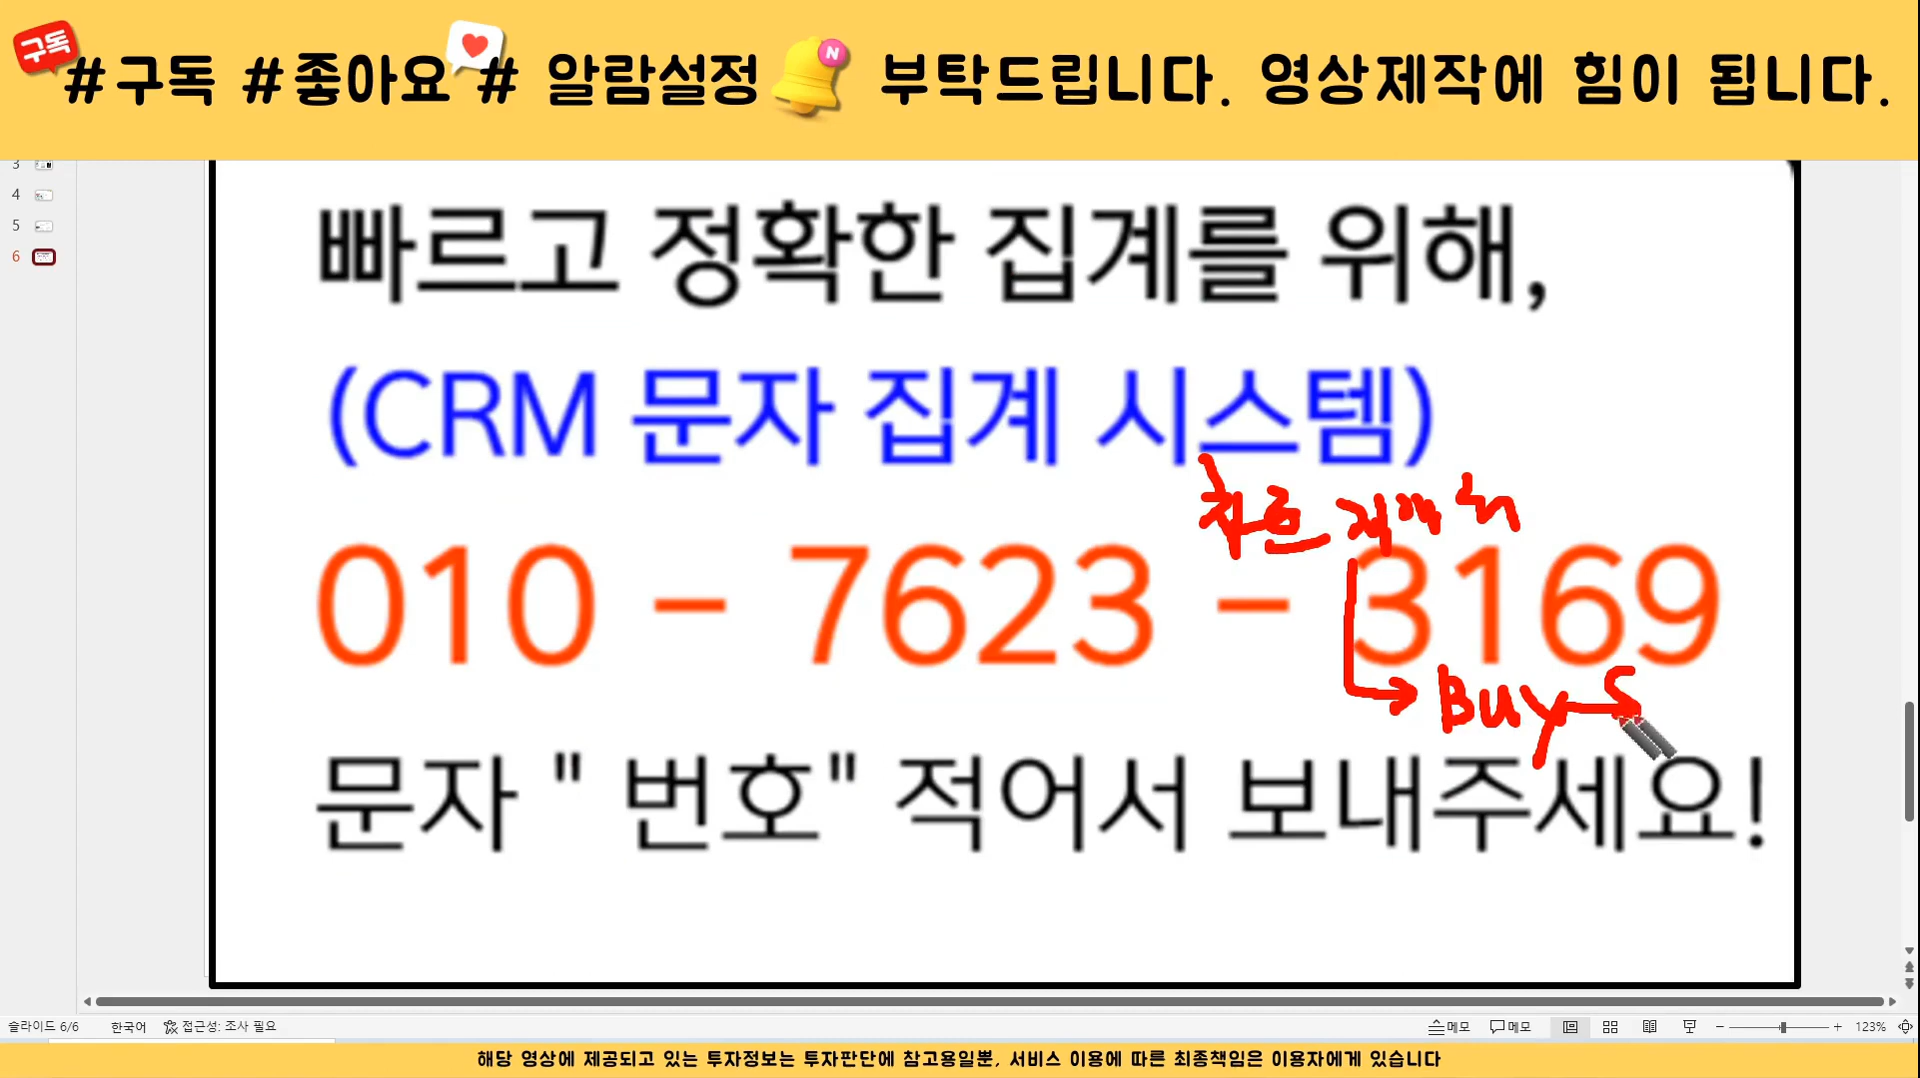 구독
#구독 #좋아요 # 알람설정 N 부탁드립니다. 영상제작에 힘이 됩니다.
3
4
5
6
빠르고 정확한 집계를 위해,
(CRM 문자 집계 시스템)
010 - 7623 - 3169
Buy - S
문자 " 번호" 적어서 보내주세요!
슬라이드 6/6 한국어 접근성: 조사 필요 메모 메모 123%
해당 영상에 제공되고 있는 투자정보는 투자판단에 참고용일뿐, 서비스 이용에 따른 최종책임은 이용자에게 있습니다